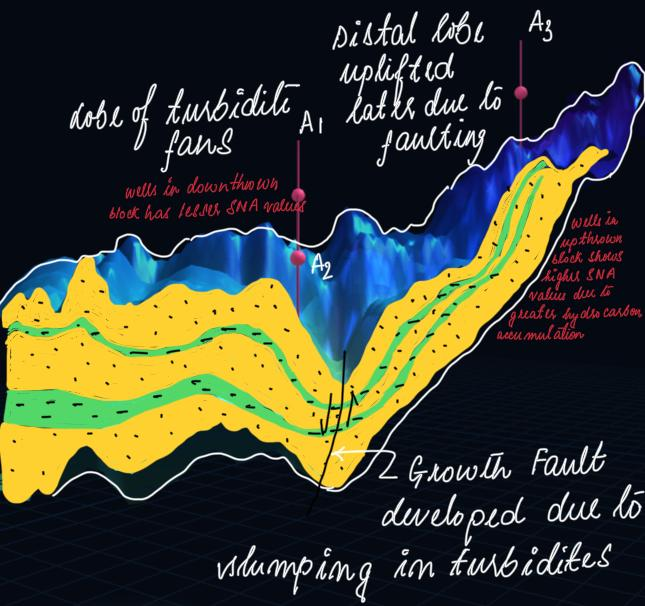 A3
Distal lobe
uplifted
later due to
faulting
Lobe of turbidite
fans
A1
wells in downthrown
block has lesser SNA values
A2
Wells in
upthrown
block shows
higher SNA
values due to
greater hydrocarbon
accumulation
Growth Fault
developed due to
slumping in turbidites